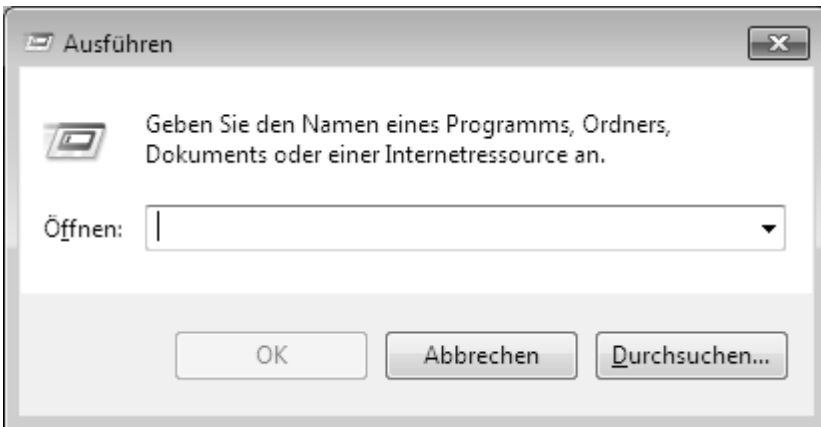 Ausführen
Geben Sie den Namen eines Programms, Ordners,
Dokuments oder einer Internetressource an.
Öffnen:
OK Abbrechen Durchsuchen...